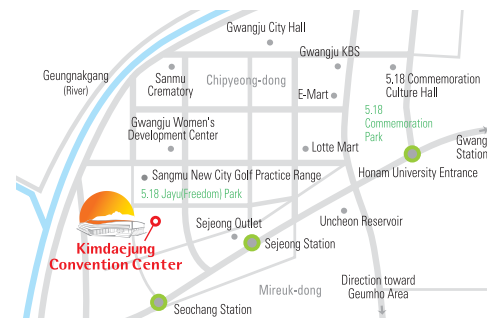 Gwangju City Hall
Gwangju KBS
Geungnakgang
(River)
Sanmu
Crematory
Chipyeong-dong
5.18 Commemoration
Culture Hall
E-Mart
5.18
Commemoration
Park
Gwangju Women's
Development Center
Lotte Mart
Gwang
Station
Honam University Entrance
Sangmu New City Golf Practice Range
5.18 Jayu(Freedom) Park
Sejeong Outlet
Uncheon Reservoir
Kimdaejung
Convention Center
Sejeong Station
Mireuk-dong
Direction toward
Geumho Area
Seochang Station